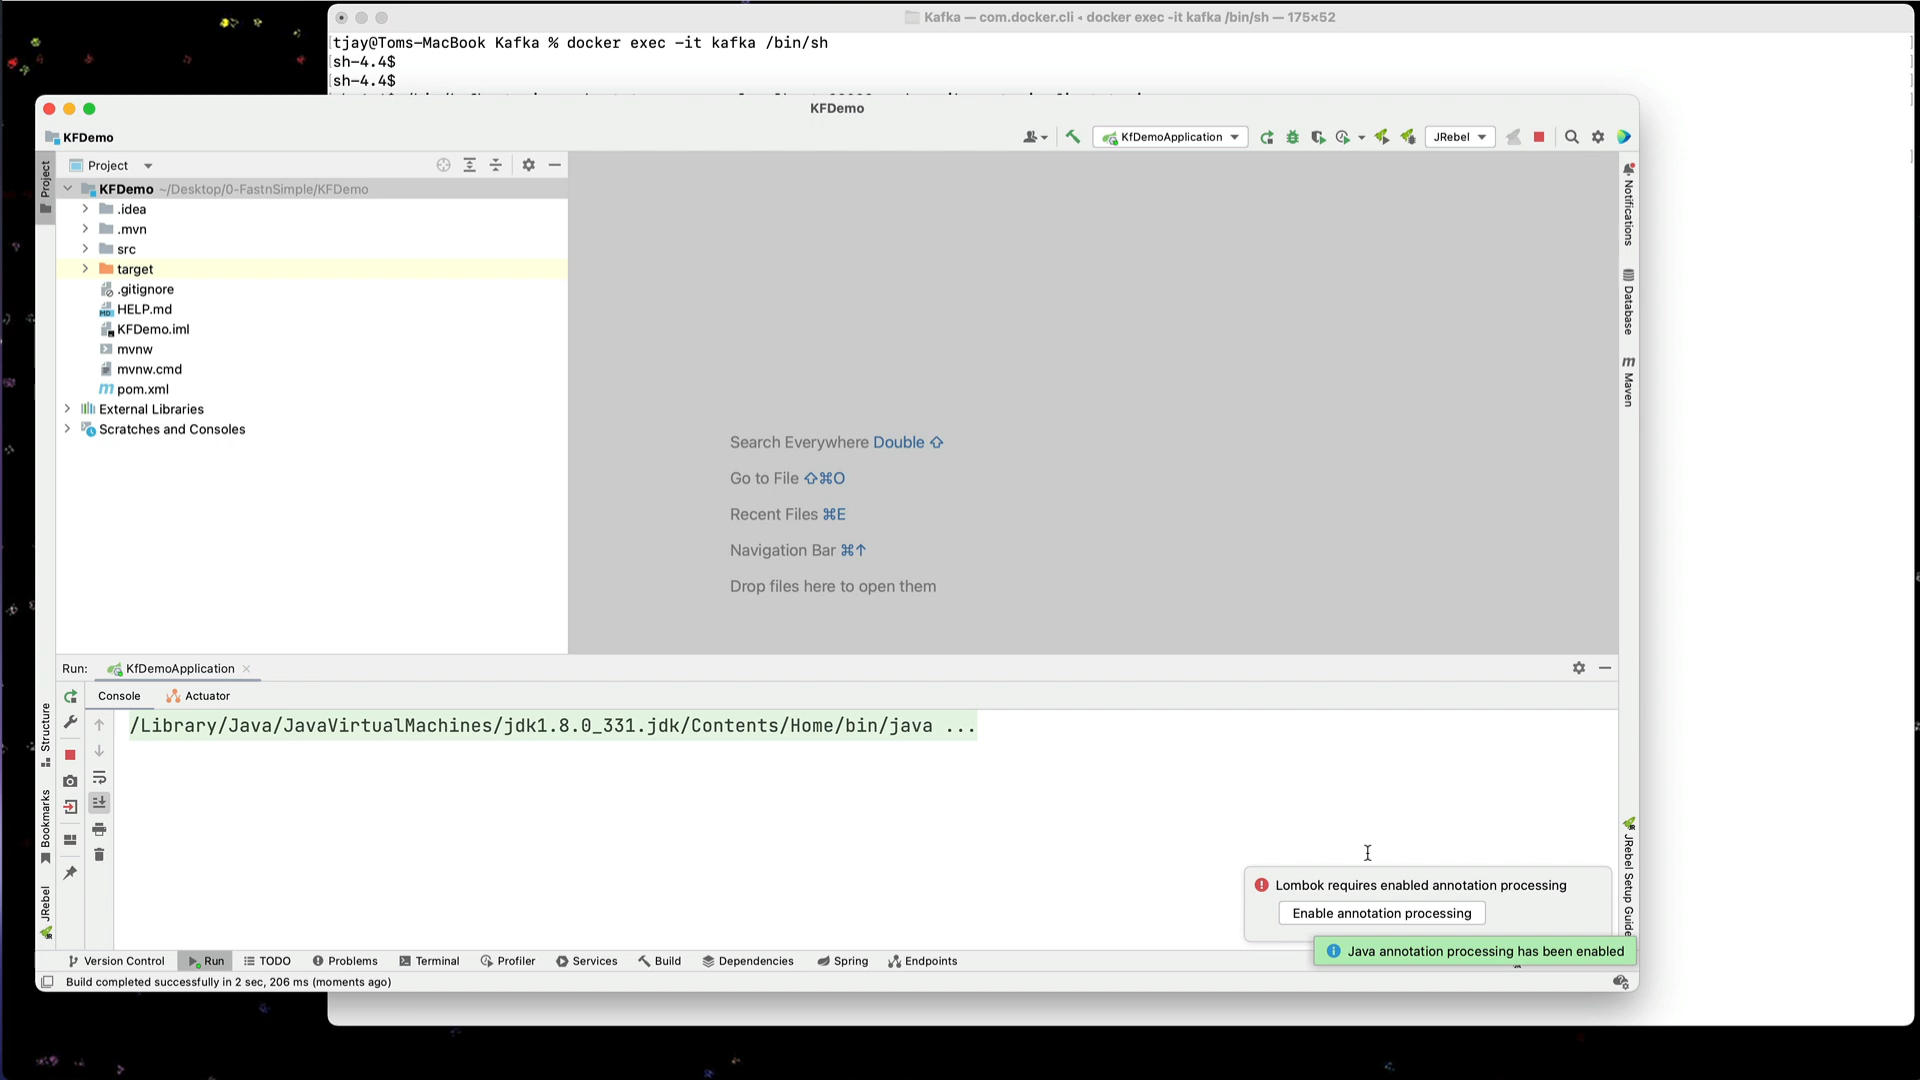 Kafka — com.docker.cli ◂ docker exec -it kafka /bin/sh — 175×52
[tjay@Toms-MacBook Kafka % docker exec -it kafka /bin/sh
[sh-4.4$
[sh-4.4$
KFDemo
KFDemo
KfDemoApplication
JRebel
Project
KFDemo ~/Desktop/0-FastnSimple/KFDemo
.idea
.mvn
src
target
.gitignore
HELP.md
KFDemo.iml
mvnw
mvnw.cmd
pom.xml
External Libraries
Scratches and Consoles
Project
Structure
Bookmarks
JRebel
Search Everywhere Double ⇧
Go to File ⇧⌘O
Recent Files ⌘E
Navigation Bar ⌘↑
Drop files here to open them
Notifications
Database
Maven
JRebel Setup Guide
Run: KfDemoApplication
Console Actuator
/Library/Java/JavaVirtualMachines/jdk1.8.0_331.jdk/Contents/Home/bin/java ...
Lombok requires enabled annotation processing
Enable annotation processing
Java annotation processing has been enabled
Version Control Run TODO Problems Terminal Profiler Services Build Dependencies Spring Endpoints
Build completed successfully in 2 sec, 206 ms (moments ago)